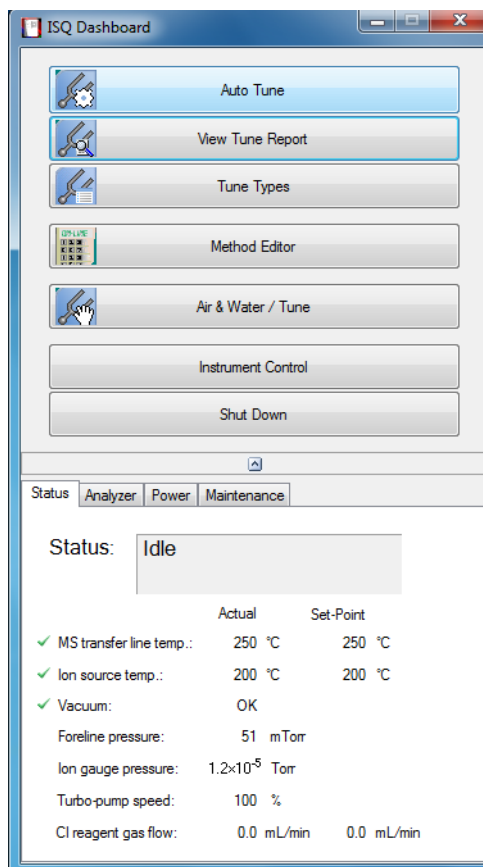 ISQ Dashboard
Auto Tune
View Tune Report
Tune Types
Method Editor
Air & Water / Tune
Instrument Control
Shut Down
Status Analyzer Power Maintenance
Status: Idle
Actual Set-Point
MS transfer line temp.: 250 °C 250 °C
Ion source temp.: 200 °C 200 °C
Vacuum: OK
Foreline pressure: 51 mTorr
Ion gauge pressure: 1.2×10⁻⁵ Torr
Turbo-pump speed: 100 %
CI reagent gas flow: 0.0 mL/min 0.0 mL/min